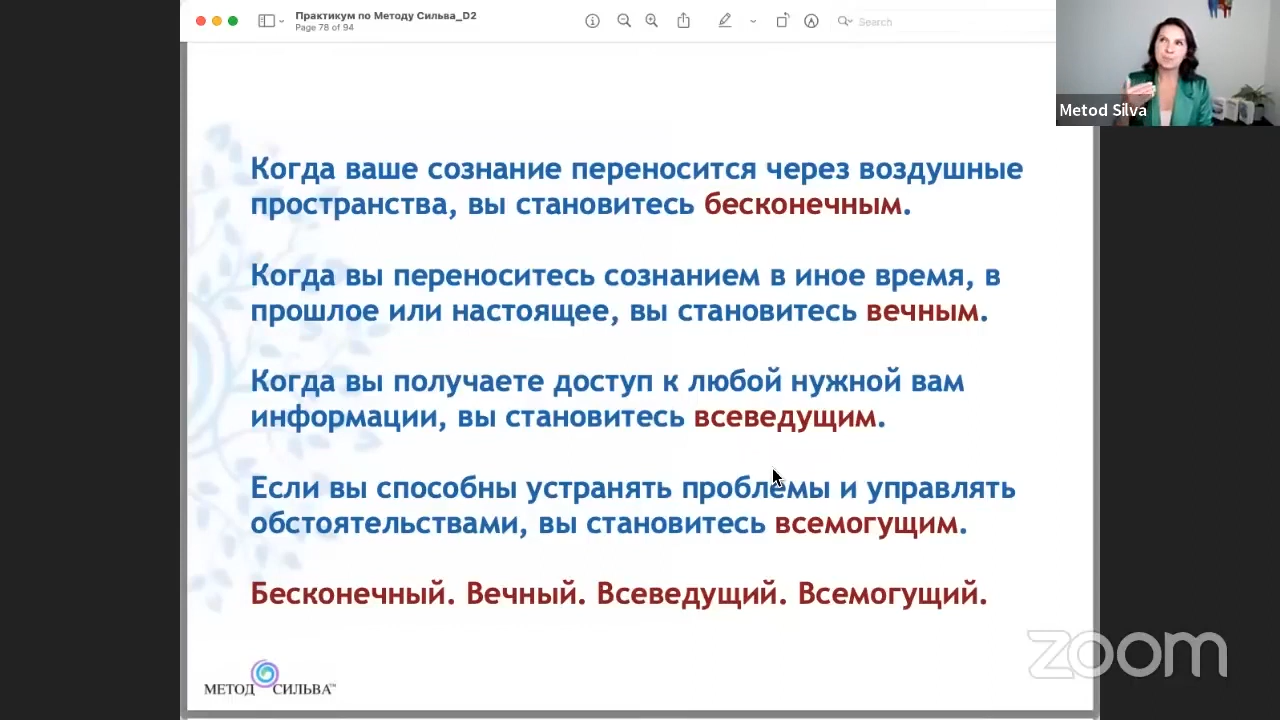 Практикум по Методу Сильва_D2
Page 78 of 94
Search
Metod Silva
Когда ваше сознание переносится через воздушные
пространства, вы становитесь бесконечным.
Когда вы переноситесь сознанием в иное время, в
прошлое или настоящее, вы становитесь вечным.
Когда вы получаете доступ к любой нужной вам
информации, вы становитесь всеведущим.
Если вы способны устранять проблемы и управлять
обстоятельствами, вы становитесь всемогущим.
Бесконечный. Вечный. Всеведущий. Всемогущий.
МЕТОД СИЛЬВА™
zoom